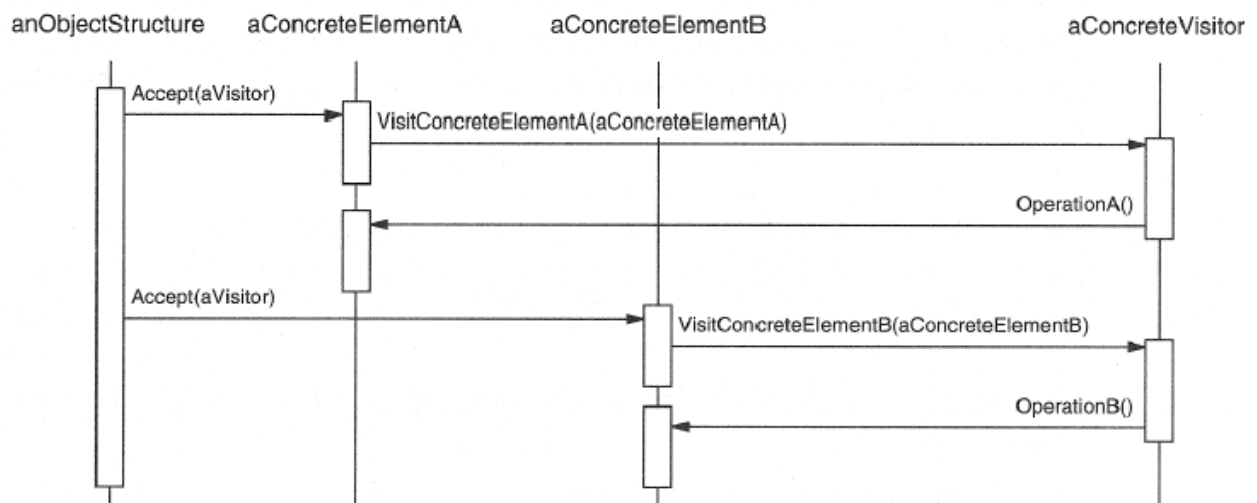 anObjectStructure aConcreteElementA aConcreteElementB aConcreteVisitor
Accept(aVisitor)
VisitConcreteElementA(aConcreteElementA)
OperationA()
Accept(aVisitor)
VisitConcreteElementB(aConcreteElementB)
OperationB()